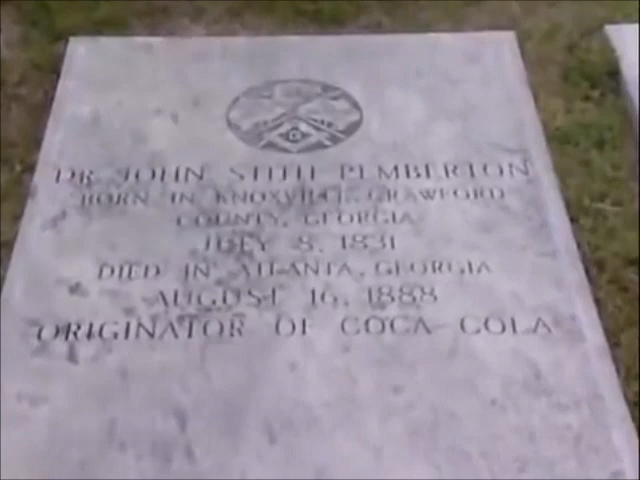 DR. JOHN STITH PEMBERTON
BORN IN KNOXVILLE, CRAWFORD
COUNTY, GEORGIA
JULY 8, 1831
DIED IN ATLANTA, GEORGIA
AUGUST 16, 1888
ORIGINATOR OF COCA-COLA